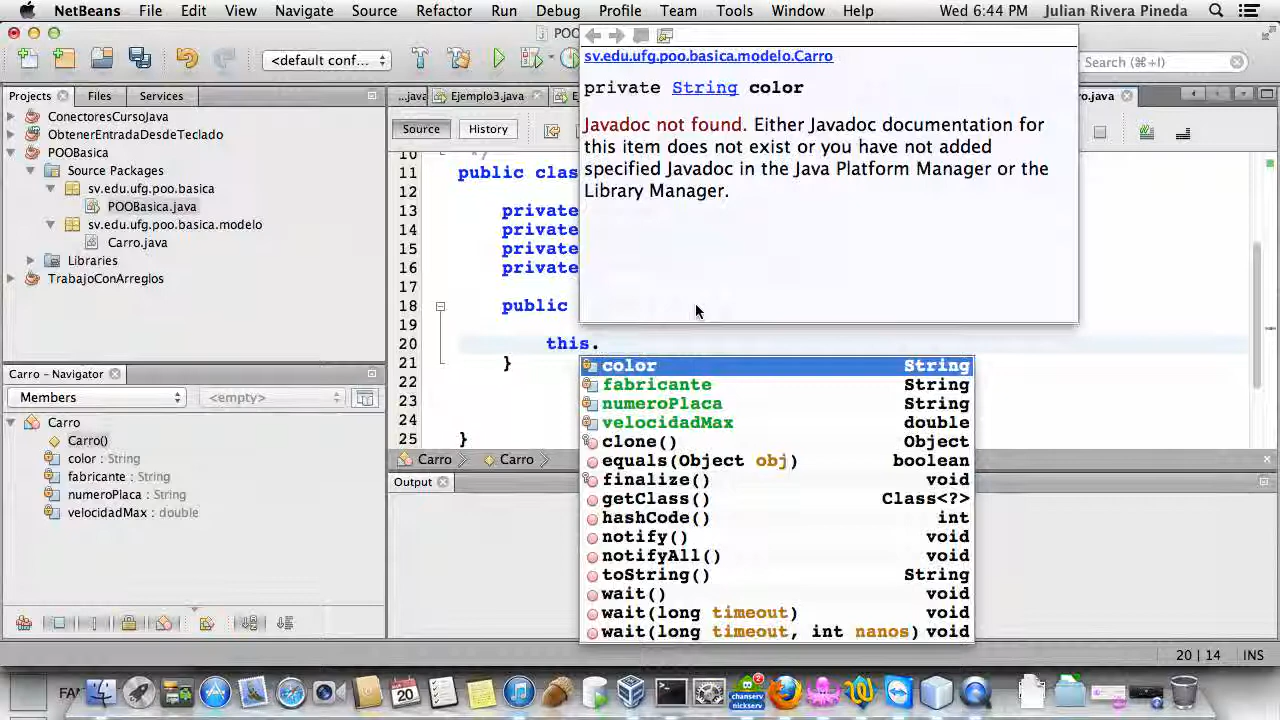 NetBeans File Edit View Navigate Source Refactor Run Debug Profile Team Tools Window Help Wed 6:44 PM Julian Rivera Pineda
POO
<default conf...
Search (⌘+I)
sv.edu.ufg.poo.basica.modelo.Carro
private String color
Javadoc not found. Either Javadoc documentation for
this item does not exist or you have not added
specified Javadoc in the Java Platform Manager or the
Library Manager.
Projects Files Services
ConectoresCursoJava
ObtenerEntradaDesdeTeclado
POOBasica
Source Packages
sv.edu.ufg.poo.basica
POOBasica.java
sv.edu.ufg.poo.basica.modelo
Carro.java
Libraries
TrabajoConArreglos
...java Ejemplo3.java ro.java
Source History
10 */
11 public clas
12
13 private
14 private
15 private
16 private
17
18 public
19
20 this.
21 }
22
23
24
25 }
color String
fabricante String
numeroPlaca String
velocidadMax double
clone() Object
equals(Object obj) boolean
finalize() void
getClass() Class<?>
hashCode() int
notify() void
notifyAll() void
toString() String
wait() void
wait(long timeout) void
wait(long timeout, int nanos) void
Carro Carro
Output
Carro - Navigator
Members <empty>
Carro
Carro()
color : String
fabricante : String
numeroPlaca : String
velocidadMax : double
20 | 14 INS
FA
20
2
chanserv
nickserv